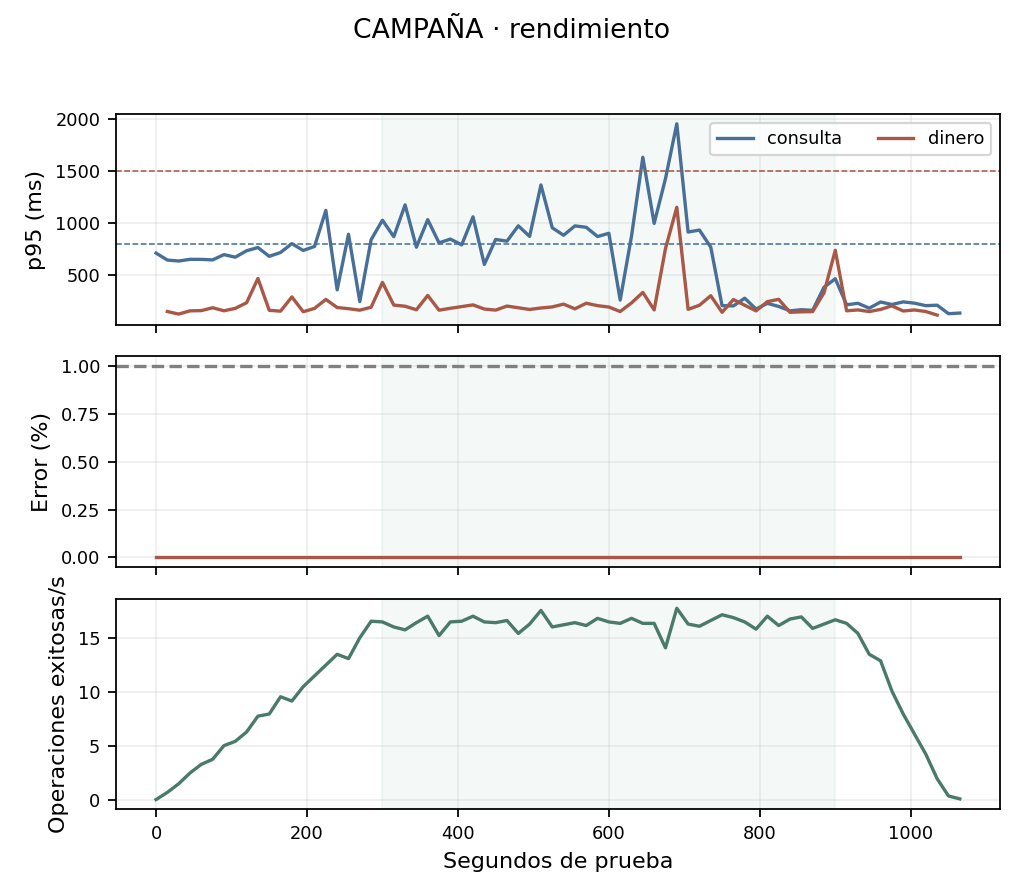 CAMPAÑA · rendimiento
p95 (ms)
2000
1500
1000
500
consulta
dinero
Error (%)
1.00
0.75
0.50
0.25
0.00
Operaciones exitosas/s
15
10
5
0
0 200 400 600 800 1000
Segundos de prueba